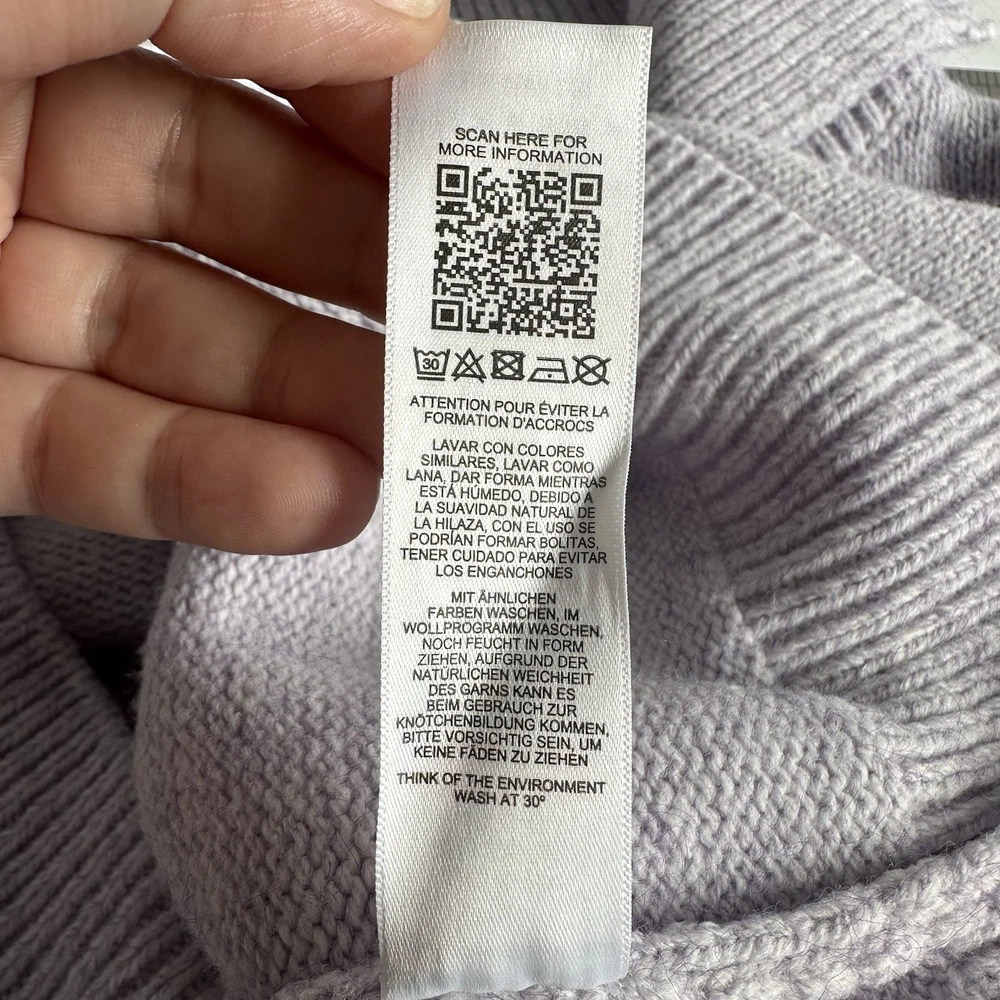 SCAN HERE FOR
MORE INFORMATION
30
ATTENTION POUR ÉVITER LA
FORMATION D'ACCROCS
LAVAR CON COLORES
SIMILARES, LAVAR COMO
LANA, DAR FORMA MIENTRAS
ESTÁ HÚMEDO, DEBIDO A
LA SUAVIDAD NATURAL DE
LA HILAZA, CON EL USO SE
PODRÍAN FORMAR BOLITAS,
TENER CUIDADO PARA EVITAR
LOS ENGANCHONES
MIT ÄHNLICHEN
FARBEN WASCHEN, IM
WOLLPROGRAMM WASCHEN,
NOCH FEUCHT IN FORM
ZIEHEN, AUFGRUND DER
NATÜRLICHEN WEICHHEIT
DES GARNS KANN ES
BEIM GEBRAUCH ZUR
KNÖTCHENBILDUNG KOMMEN,
BITTE VORSICHTIG SEIN, UM
KEINE FÄDEN ZU ZIEHEN
THINK OF THE ENVIRONMENT
WASH AT 30º